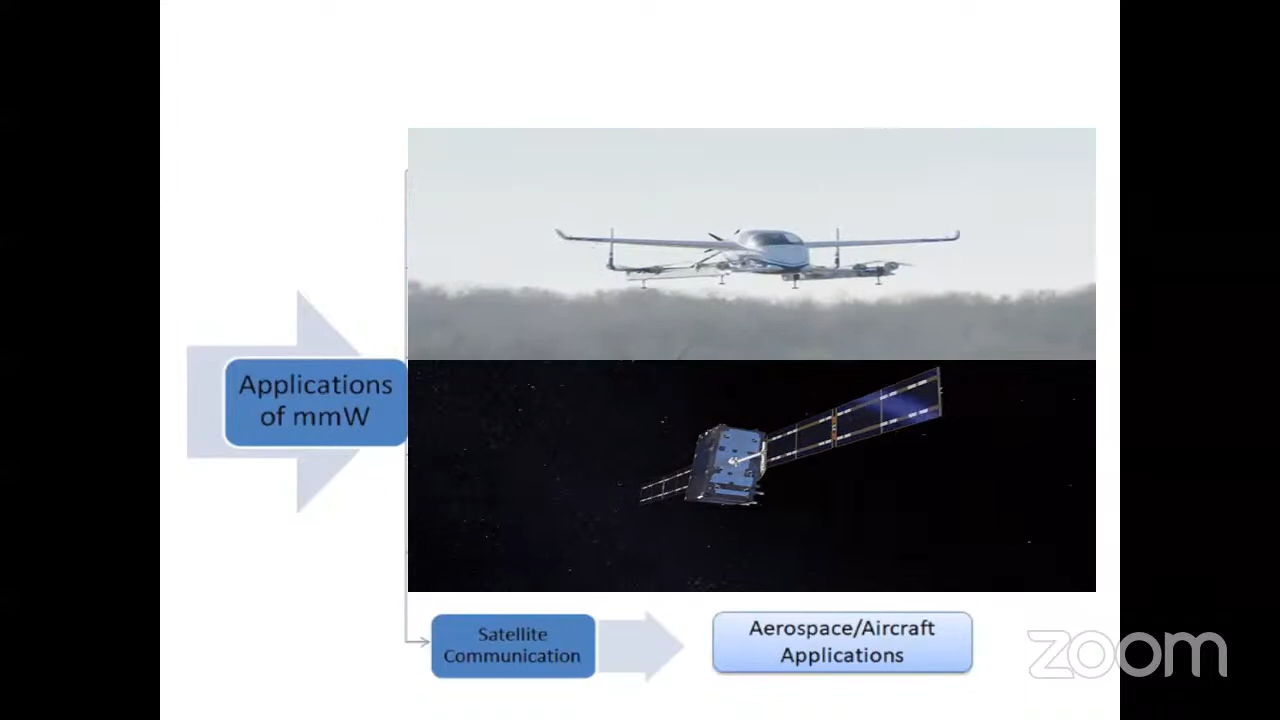 Applications
of mmW
Satellite
Communication
Aerospace/Aircraft
Applications
zoom